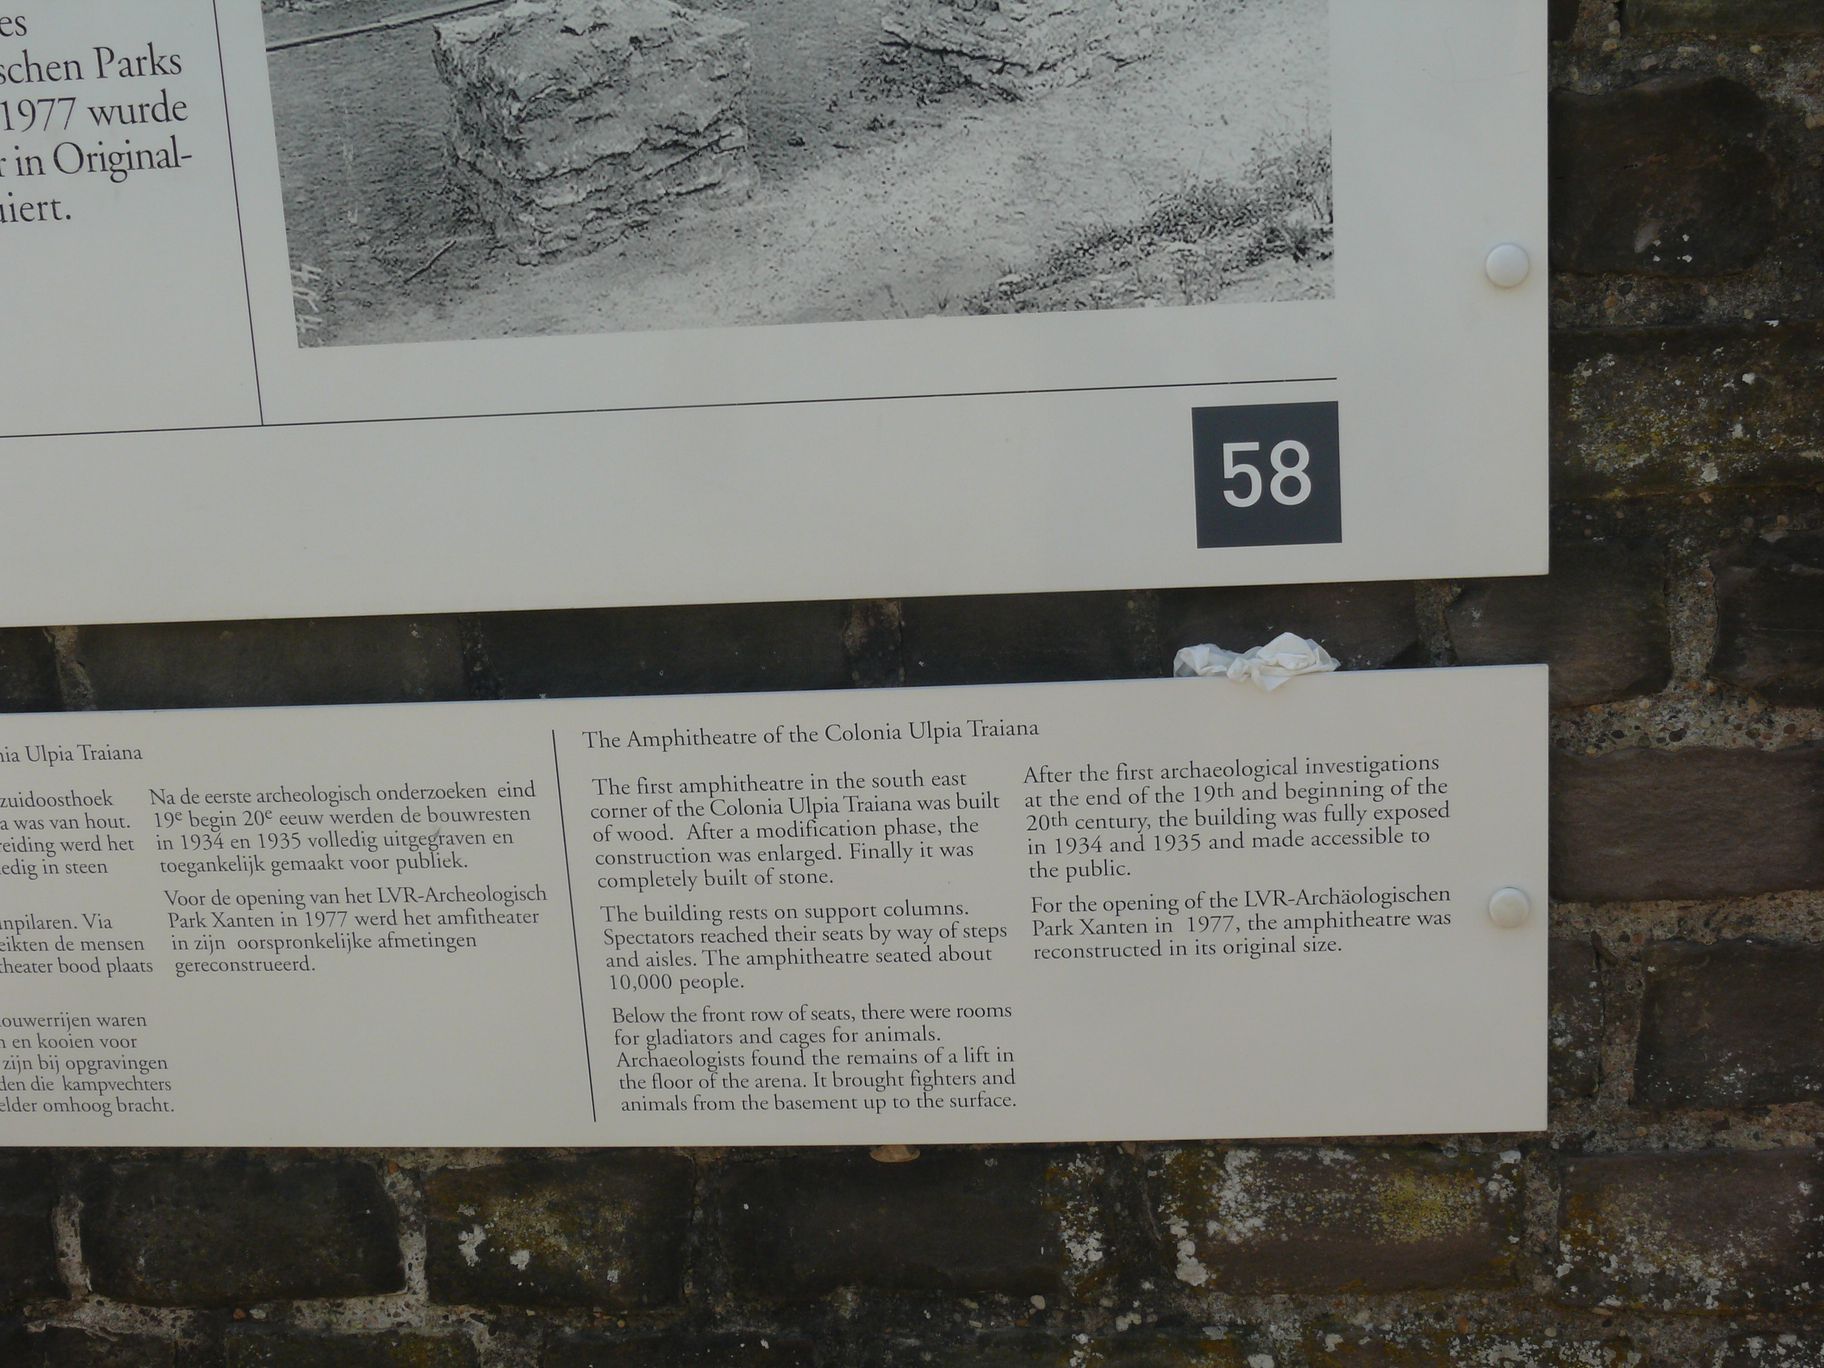 es
schen Parks
1977 wurde
r in Original-
uiert.
58
nia Ulpia Traiana
zuidoosthoek
a was van hout.
reiding werd het
ledig in steen
npilaren. Via
eikten de mensen
theater bood plaats
ouwerrijen waren
n en kooien voor
zijn bij opgravingen
den die kampvechters
elder omhoog bracht.
Na de eerste archeologisch onderzoeken eind
19e begin 20e eeuw werden de bouwresten
in 1934 en 1935 volledig uitgegraven en
toegankelijk gemaakt voor publiek.
Voor de opening van het LVR-Archeologisch
Park Xanten in 1977 werd het amfitheater
in zijn oorspronkelijke afmetingen
gereconstrueerd.
The Amphitheatre of the Colonia Ulpia Traiana
The first amphitheatre in the south east
corner of the Colonia Ulpia Traiana was built
of wood. After a modification phase, the
construction was enlarged. Finally it was
completely built of stone.
The building rests on support columns.
Spectators reached their seats by way of steps
and aisles. The amphitheatre seated about
10,000 people.
Below the front row of seats, there were rooms
for gladiators and cages for animals.
Archaeologists found the remains of a lift in
the floor of the arena. It brought fighters and
animals from the basement up to the surface.
After the first archaeological investigations
at the end of the 19th and beginning of the
20th century, the building was fully exposed
in 1934 and 1935 and made accessible to
the public.
For the opening of the LVR-Archäologischen
Park Xanten in 1977, the amphitheatre was
reconstructed in its original size.